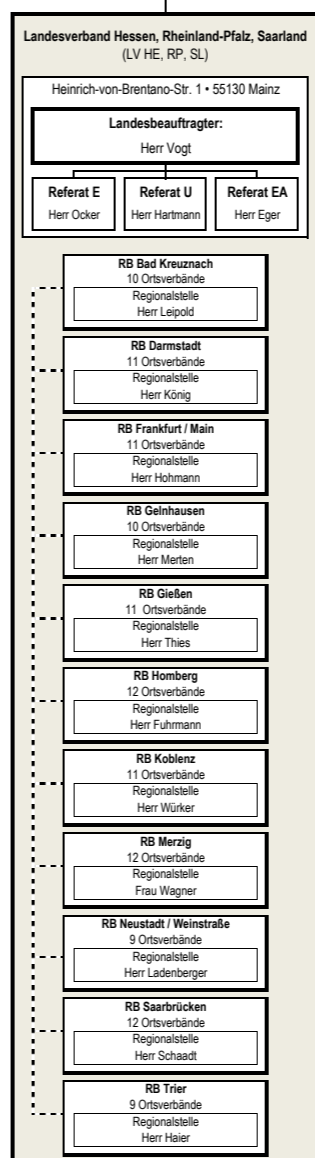 Landesverband Hessen, Rheinland-Pfalz, Saarland
(LV HE, RP, SL)
Heinrich-von-Brentano-Str. 1 • 55130 Mainz
Landesbeauftragter:
Herr Vogt
Referat E
Herr Ocker
Referat U
Herr Hartmann
Referat EA
Herr Eger
RB Bad Kreuznach
10 Ortsverbände
Regionalstelle
Herr Leipold
RB Darmstadt
11 Ortsverbände
Regionalstelle
Herr König
RB Frankfurt / Main
11 Ortsverbände
Regionalstelle
Herr Hohmann
RB Gelnhausen
10 Ortsverbände
Regionalstelle
Herr Merten
RB Gießen
11 Ortsverbände
Regionalstelle
Herr Thies
RB Homberg
12 Ortsverbände
Regionalstelle
Herr Fuhrmann
RB Koblenz
11 Ortsverbände
Regionalstelle
Herr Würker
RB Merzig
12 Ortsverbände
Regionalstelle
Frau Wagner
RB Neustadt / Weinstraße
9 Ortsverbände
Regionalstelle
Herr Ladenberger
RB Saarbrücken
12 Ortsverbände
Regionalstelle
Herr Schaadt
RB Trier
9 Ortsverbände
Regionalstelle
Herr Haier